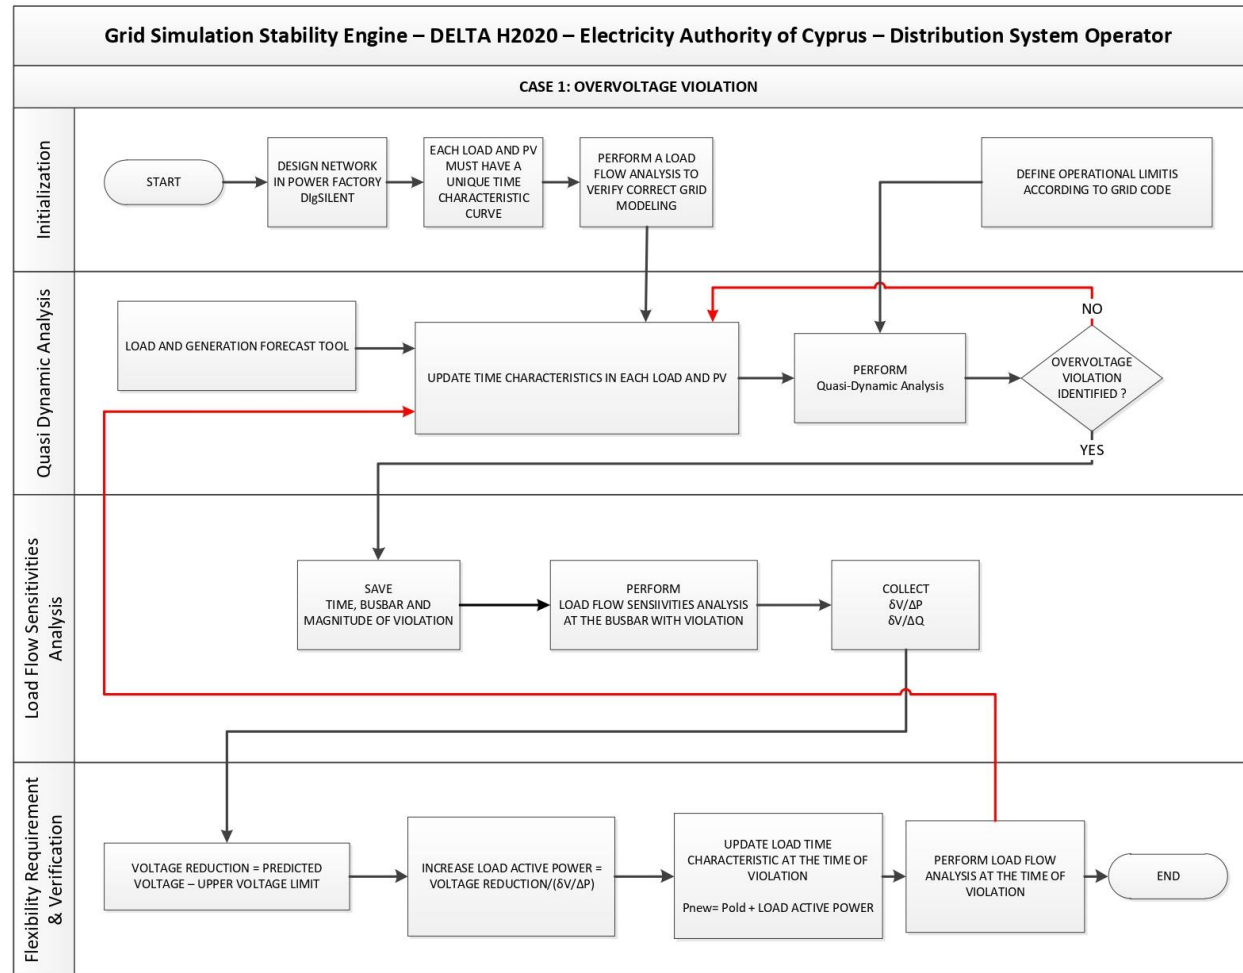 Grid Simulation Stability Engine – DELTA H2020 – Electricity Authority of Cyprus – Distribution System Operator
CASE 1: OVERVOLTAGE VIOLATION
Initialization
START
DESIGN NETWORK
IN POWER FACTORY
DIgSILENT
EACH LOAD AND PV
MUST HAVE A
UNIQUE TIME
CHARACTERISTIC
CURVE
PERFORM A LOAD
FLOW ANALYSIS TO
VERIFY CORRECT GRID
MODELING
DEFINE OPERATIONAL LIMITIS
ACCORDING TO GRID CODE
Quasi Dynamic Analysis
LOAD AND GENERATION FORECAST TOOL
UPDATE TIME CHARACTERISTICS IN EACH LOAD AND PV
PERFORM
Quasi-Dynamic Analysis
NO
OVERVOLTAGE
VIOLATION
IDENTIFIED ?
YES
Load Flow Sensitivities
Analysis
SAVE
TIME, BUSBAR AND
MAGNITUDE OF VIOLATION
PERFORM
LOAD FLOW SENSIIVITIES ANALYSIS
AT THE BUSBAR WITH VIOLATION
COLLECT
δV/ΔP
δV/ΔQ
Flexibility Requirement
& Verification
VOLTAGE REDUCTION = PREDICTED
VOLTAGE – UPPER VOLTAGE LIMIT
INCREASE LOAD ACTIVE POWER =
VOLTAGE REDUCTION/(δV/ΔP)
UPDATE LOAD TIME
CHARACTERISTIC AT THE TIME OF
VIOLATION
Pnew= Pold + LOAD ACTIVE POWER
PERFORM LOAD FLOW
ANALYSIS AT THE TIME OF
VIOLATION
END